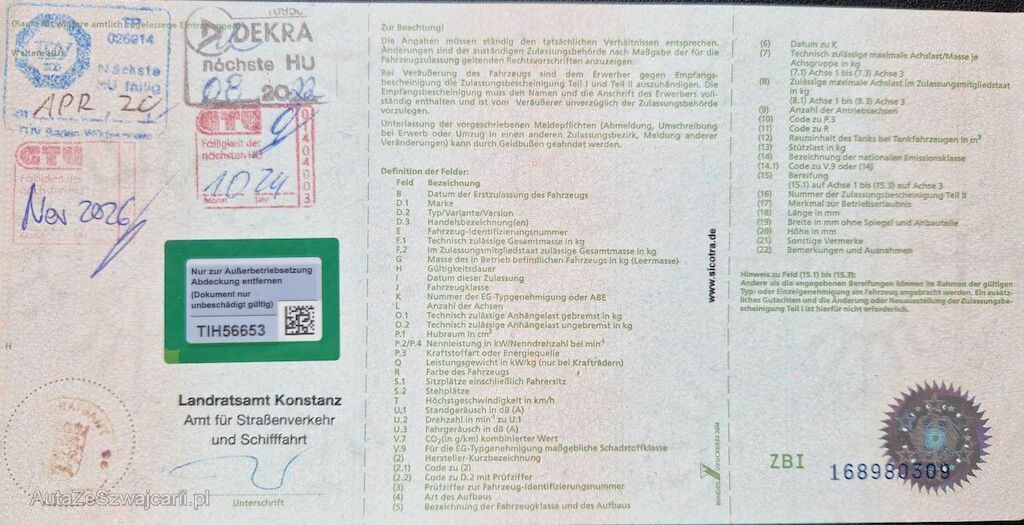 (Raum für weitere amtlich zugelassene Eintragungen)
026914
Nächste
HU fällig
APR / 20
DEKRA
nächste HU
08 2022
GTÜ
Fälligkeit der
nächsten HU
Nov 2026
GTÜ
Fälligkeit der
nächsten HU
10 24
Monat Jahr
0140403
Nur zur Außerbetriebsetzung
Abdeckung entfernen
(Dokument nur
unbeschädigt gültig)
TIH56653
H
Landratsamt Konstanz
Amt für Straßenverkehr
und Schifffahrt
Unterschrift
AutaZeSzwajcarii.pl
Zur Beachtung!
Die Angaben müssen ständig den tatsächlichen Verhältnissen entsprechen.
Änderungen sind der zuständigen Zulassungsbehörde nach Maßgabe der für
die Fahrzeugzulassung geltenden Rechtsvorschriften anzuzeigen.
Bei Veräußerung des Fahrzeugs sind dem Erwerber gegen Empfangs-
bescheinigung die Zulassungsbescheinigung Teil I und Teil II auszuhändigen. Die
Empfangsbescheinigung muss das Namen und die Anschrift des Erwerbers voll-
ständig enthalten und ist vom Veräußerer unverzüglich der Zulassungsbehörde
vorzulegen.
Unterlassung der vorgeschriebenen Meldepflichten (Abmeldung, Umschreibung
bei Erwerb oder Umzug in einen anderen Zulassungsbezirk, Meldung anderer
Veränderungen) kann durch Geldbußen geahndet werden.
Definition der Felder:
Feld Bezeichnung
B Datum der Erstzulassung des Fahrzeugs
D.1 Marke
D.2 Typ/Variante/Version
D.3 Handelsbezeichnung(en)
E Fahrzeug-Identifizierungsnummer
F.1 Technisch zulässige Gesamtmasse in kg
F.2 Im Zulassungsmitgliedstaat zulässige Gesamtmasse in kg
G Masse des in Betrieb befindlichen Fahrzeugs in kg (Leermasse)
H Gültigkeitsdauer
I Datum dieser Zulassung
J Fahrzeugklasse
K Nummer der EG-Typgenehmigung oder ABE
L Anzahl der Achsen
O.1 Technisch zulässige Anhängelast gebremst in kg
O.2 Technisch zulässige Anhängelast ungebremst in kg
P.1 Hubraum in cm³
P.2/P.4 Nennleistung in kW/Nenndrehzahl bei min⁻¹
P.3 Kraftstoffart oder Energiequelle
Q Leistungsgewicht in kW/kg (nur bei Krafträdern)
R Farbe des Fahrzeugs
S.1 Sitzplätze einschließlich Fahrersitz
S.2 Stehplätze
T Höchstgeschwindigkeit in km/h
U.1 Standgeräusch in dB (A)
U.2 Drehzahl in min⁻¹ zu U.1
U.3 Fahrgeräusch in dB (A)
V.7 CO₂(in g/km) kombinierter Wert
V.9 Für die EG-Typgenehmigung maßgebliche Schadstoffklasse
(2) Hersteller-Kurzbezeichnung
(2.1) Code zu (2)
(2.2) Code zu D.2 mit Prüfziffer
(3) Prüfziffer zur Fahrzeug-Identifizierungsnummer
(4) Art des Aufbaus
(5) Bezeichnung der Fahrzeugklasse und des Aufbaus
www.sicotra.de
(6) Datum zu K
(7) Technisch zulässige maximale Achslast/Masse je
Achsgruppe in kg
(7.1) Achse 1 bis (7.3) Achse 3
(8) Zulässige maximale Achslast im Zulassungsmitgliedstaat
in kg
(8.1) Achse 1 bis (8.3) Achse 3
(9) Anzahl der Antriebsachsen
(10) Code zu P.3
(11) Code zu R
(12) Rauminhalt des Tanks bei Tankfahrzeugen in m³
(13) Stützlast in kg
(14) Bezeichnung der nationalen Emissionsklasse
(14.1) Code zu V.9 oder (14)
(15) Bereifung
(15.1) auf Achse 1 bis (15.3) auf Achse 3
(16) Nummer der Zulassungsbescheinigung Teil II
(17) Merkmal zur Betriebserlaubnis
(18) Länge in mm
(19) Breite in mm ohne Spiegel und Anbauteile
(20) Höhe in mm
(21) Sonstige Vermerke
(22) Bemerkungen und Ausnahmen
Hinweis zu Feld (15.1) bis (15.3):
Andere als die angegebenen Bereifungen können im Rahmen der gültigen
Typ- oder Einzelgenehmigung am Fahrzeug angebracht werden. Ein zusätz-
liches Gutachten und die Änderung oder Neuausstellung der Zulassungsbe-
scheinigung Teil I ist hierfür nicht erforderlich.
ZBI 168980309